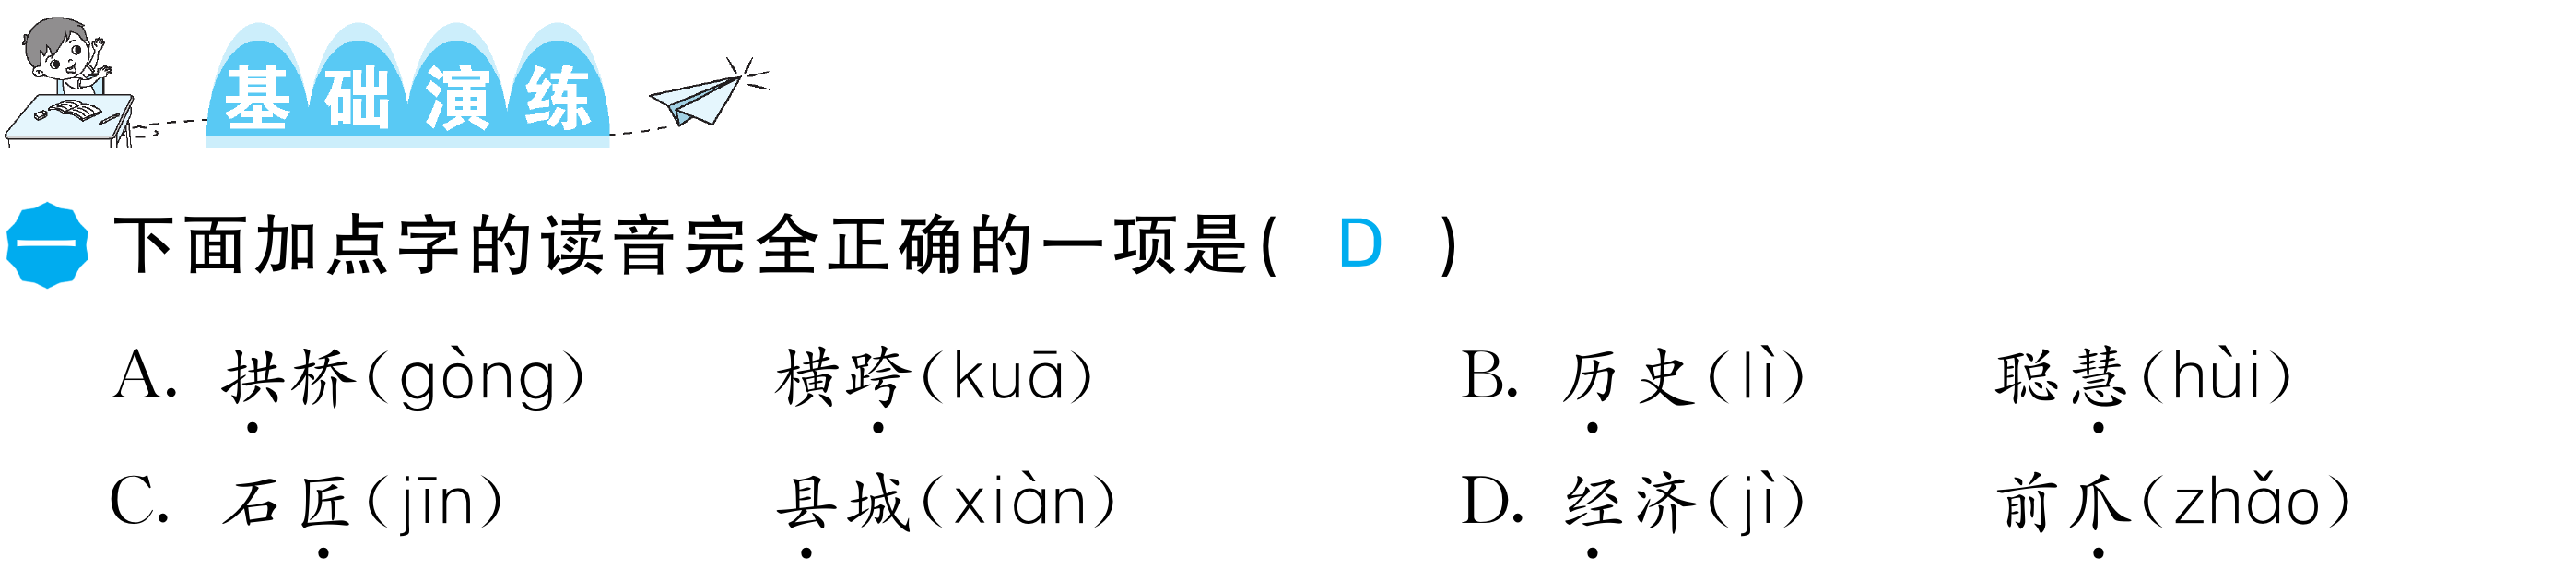 基础演练
一 下面加点字的读音完全正确的一项是( D )
A. 拱桥(gòng) 横跨(kuā) B. 历史(lì) 聪慧(hùi)
C. 石匠(jīn) 县城(xiàn) D. 经济(jì) 前爪(zhǎo)